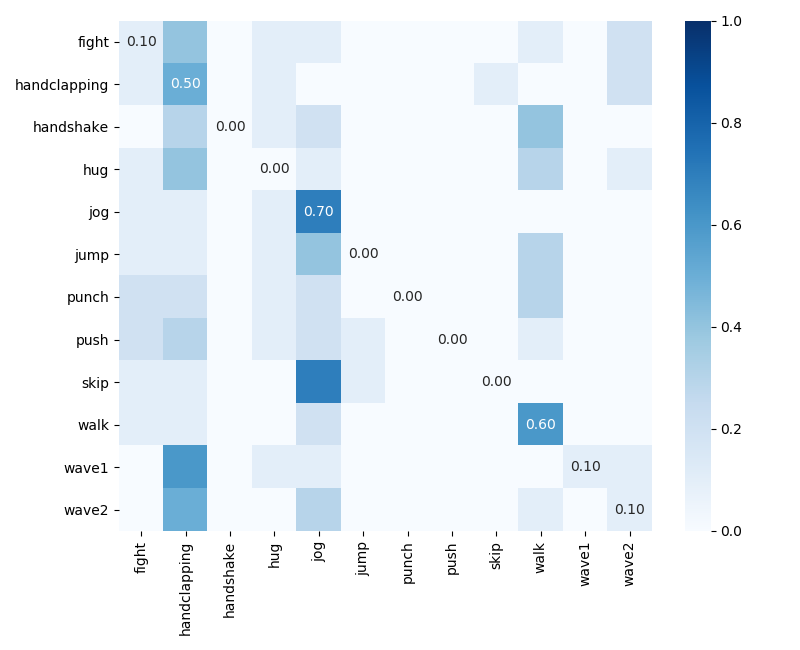 fight 0.10
handclapping 0.50
handshake 0.00
hug 0.00
jog 0.70
jump 0.00
punch 0.00
push 0.00
skip 0.00
walk 0.60
wave1 0.10
wave2 0.10
fight handclapping handshake hug jog jump punch push skip walk wave1 wave2
1.0
0.8
0.6
0.4
0.2
0.0